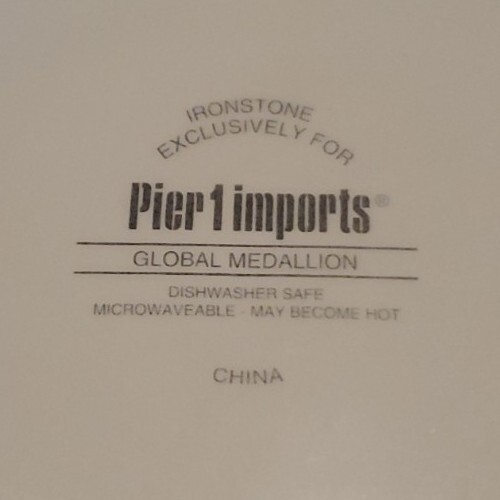 IRONSTONE
EXCLUSIVELY FOR
Pier 1 imports®
GLOBAL MEDALLION
DISHWASHER SAFE
MICROWAVEABLE - MAY BECOME HOT
CHINA